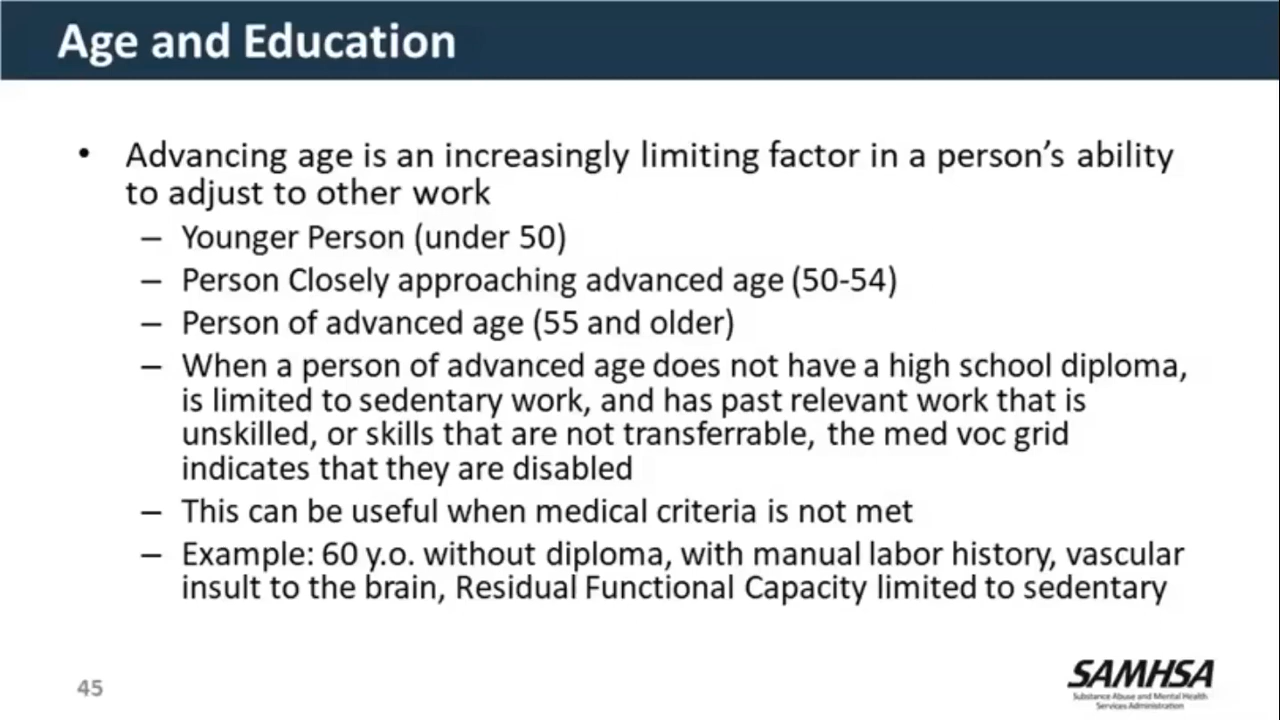 Age and Education
• Advancing age is an increasingly limiting factor in a person's ability
to adjust to other work
– Younger Person (under 50)
– Person Closely approaching advanced age (50-54)
– Person of advanced age (55 and older)
– When a person of advanced age does not have a high school diploma,
is limited to sedentary work, and has past relevant work that is
unskilled, or skills that are not transferrable, the med voc grid
indicates that they are disabled
– This can be useful when medical criteria is not met
– Example: 60 y.o. without diploma, with manual labor history, vascular
insult to the brain, Residual Functional Capacity limited to sedentary
45
SAMHSA
Substance Abuse and Mental Health
Services Administration